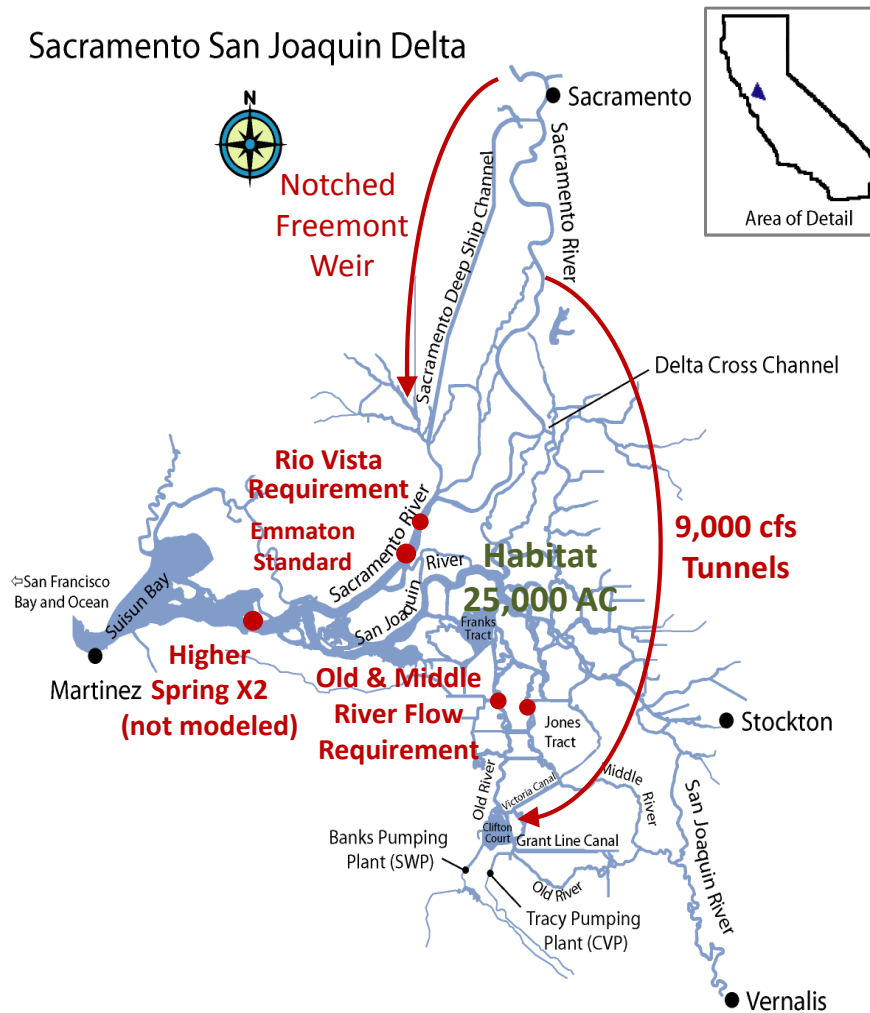 Sacramento San Joaquin Delta
N
Sacramento
Area of Detail
Notched
Freemont
Weir
Sacramento Deep Ship Channel
Sacramento River
Delta Cross Channel
Rio Vista
Requirement
Emmaton
Standard
Sacramento River
9,000 cfs
Tunnels
Habitat
25,000 AC
⇦San Francisco
Bay and Ocean
Suisun Bay
San Joaquin
River
Franks
Tract
Martinez
Higher
Spring X2
(not modeled)
Old & Middle
River Flow
Requirement
Jones
Tract
Stockton
Old River
Victoria Canal
Middle
River
San Joaquin River
Clifton
Court
Grant Line Canal
Banks Pumping
Plant (SWP)
Old River
Tracy Pumping
Plant (CVP)
Vernalis